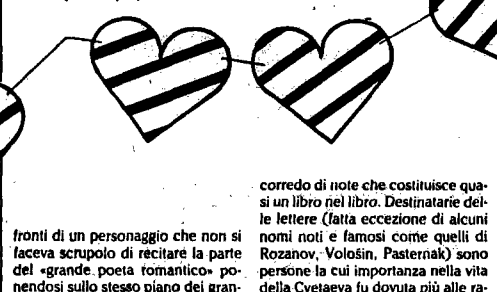 fronti di un personaggio che non si
faceva scrupolo di recitare la parte
del «grande poeta romantico» po-
nendosi sullo stesso piano dei gran-
corredo di note che costituisce qua-
si un libro nel libro. Destinatarie del-
le lettere (fatta eccezione di alcuni
nomi noti e famosi come quelli di
Rozanov, Vološin, Pasternak) sono
persone la cui importanza nella vita
della Cvetaeva fu dovuta più alle ra-